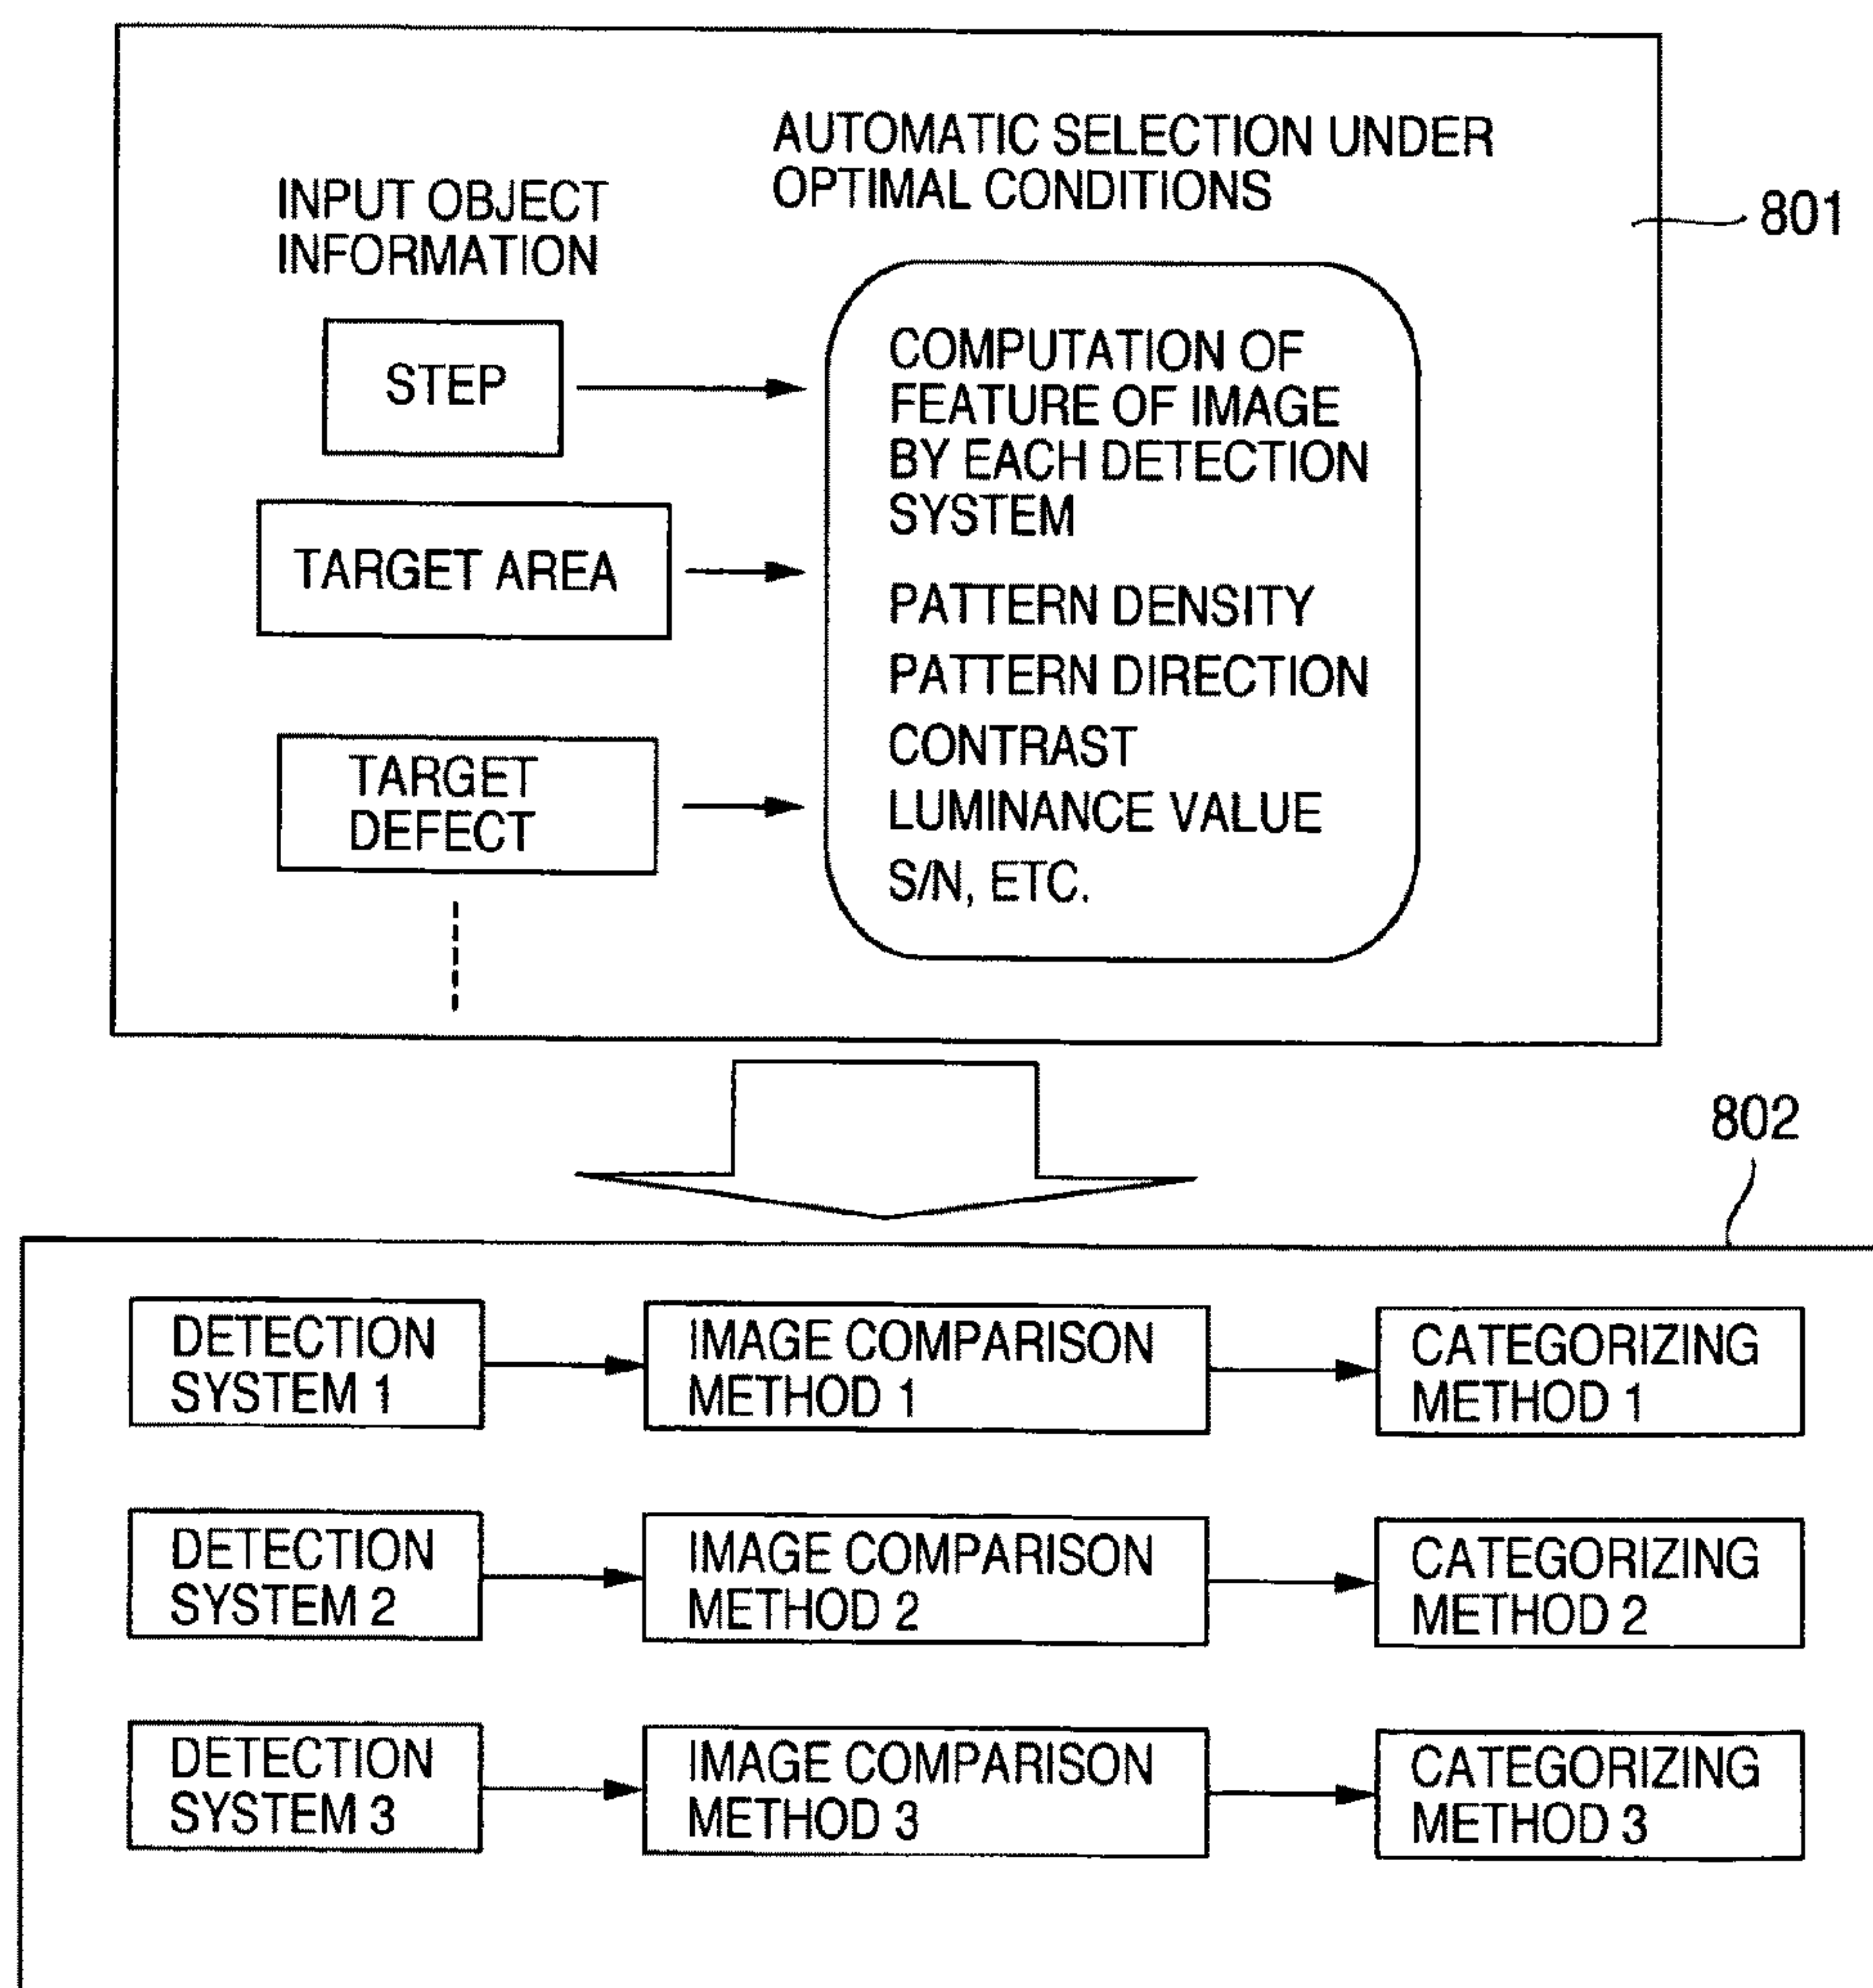 AUTOMATIC SELECTION UNDER
OPTIMAL CONDITIONS
INPUT OBJECT
INFORMATION
801
STEP
TARGET AREA
TARGET
DEFECT
COMPUTATION OF
FEATURE OF IMAGE
BY EACH DETECTION
SYSTEM
PATTERN DENSITY
PATTERN DIRECTION
CONTRAST
LUMINANCE VALUE
S/N, ETC.
802
DETECTION
SYSTEM 1
IMAGE COMPARISON
METHOD 1
CATEGORIZING
METHOD 1
DETECTION
SYSTEM 2
IMAGE COMPARISON
METHOD 2
CATEGORIZING
METHOD 2
DETECTION
SYSTEM 3
IMAGE COMPARISON
METHOD 3
CATEGORIZING
METHOD 3